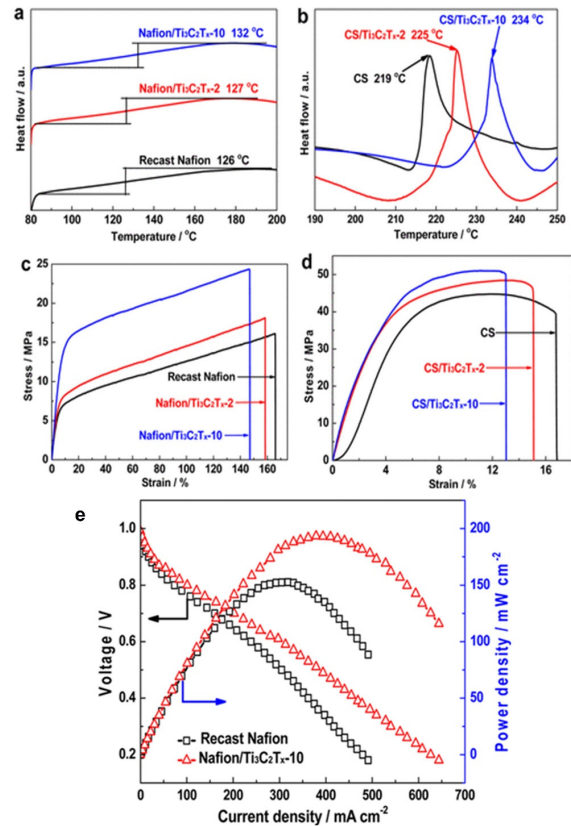 a
Heat flow / a.u.
Nafion/Ti₃C₂Tₓ-10 132 °C
Nafion/Ti₃C₂Tₓ-2 127 °C
Recast Nafion 126 °C
80 100 120 140 160 180 200
Temperature / °C
b
Heat flow / a.u.
CS/Ti₃C₂Tₓ-10 234 °C
CS/Ti₃C₂Tₓ-2 225 °C
CS 219 °C
190 200 210 220 230 240 250
Temperature / °C
c
Stress / MPa
25
20
15
10
5
0
Recast Nafion
Nafion/Ti₃C₂Tₓ-2
Nafion/Ti₃C₂Tₓ-10
0 20 40 60 80 100 120 140 160
Strain / %
d
Stress / MPa
50
40
30
20
10
0
CS
CS/Ti₃C₂Tₓ-2
CS/Ti₃C₂Tₓ-10
0 4 8 12 16
Strain / %
e
Voltage / V
1.0
0.8
0.6
0.4
0.2
200
150
100
50
0
Power density / mW cm⁻²
Recast Nafion
Nafion/Ti₃C₂Tₓ-10
0 100 200 300 400 500 600 700
Current density / mA cm⁻²